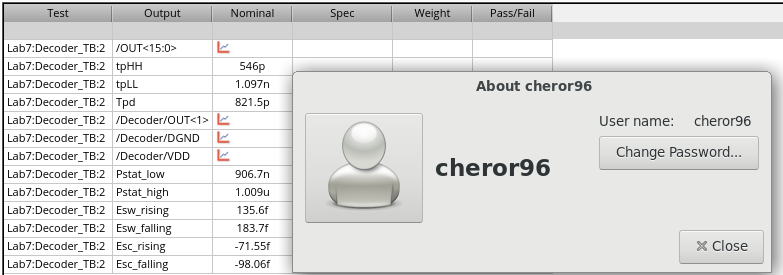 Test Output Nominal Spec Weight Pass/Fail
Lab7:Decoder_TB:2 /OUT<15:0>
Lab7:Decoder_TB:2 tpHH 546p
Lab7:Decoder_TB:2 tpLL 1.097n
Lab7:Decoder_TB:2 Tpd 821.5p
Lab7:Decoder_TB:2 /Decoder/OUT<1>
Lab7:Decoder_TB:2 /Decoder/DGND
Lab7:Decoder_TB:2 /Decoder/VDD
Lab7:Decoder_TB:2 Pstat_low 906.7n
Lab7:Decoder_TB:2 Pstat_high 1.009u
Lab7:Decoder_TB:2 Esw_rising 135.6f
Lab7:Decoder_TB:2 Esw_falling 183.7f
Lab7:Decoder_TB:2 Esc_rising -71.55f
Lab7:Decoder_TB:2 Esc_falling -98.06f
About cheror96
cheror96
User name: cheror96
Change Password...
Close